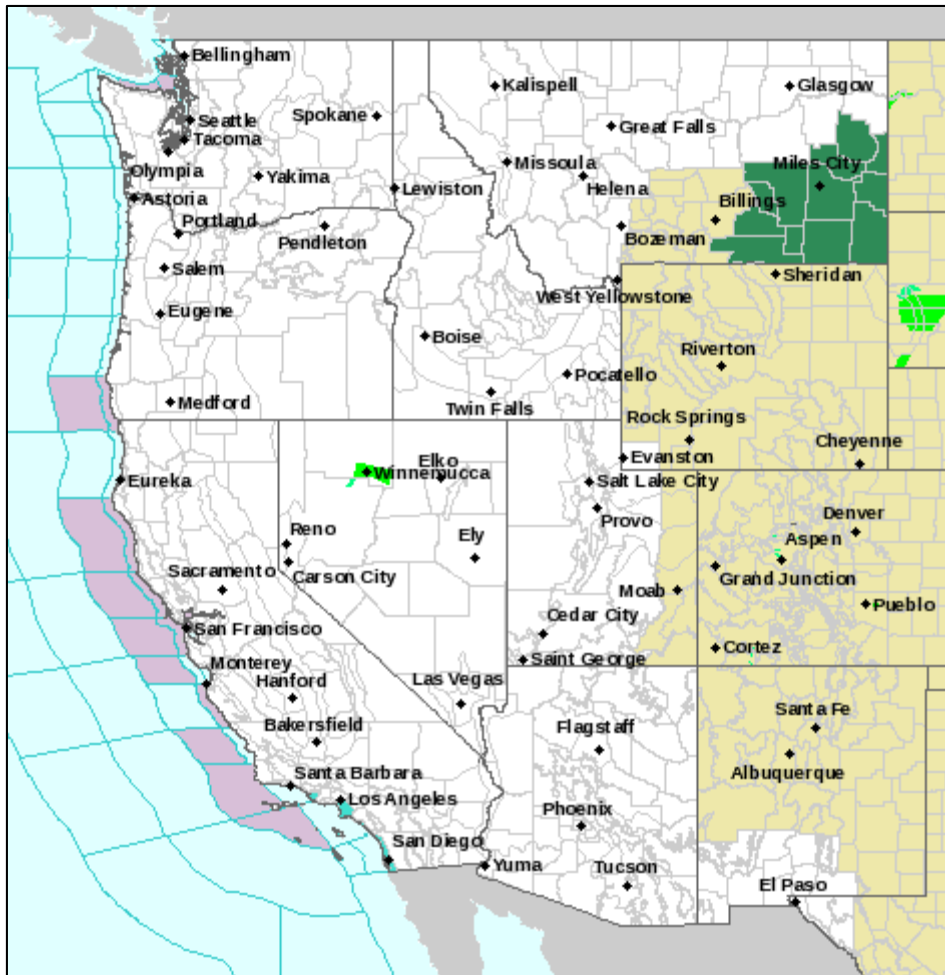 Bellingham
Kalispell
Glasgow
Seattle
Spokane
Great Falls
Tacoma
Missoula
Miles City
Olympia
Yakima
Helena
Lewiston
Astoria
Billings
Portland
Pendleton
Bozeman
Salem
Sheridan
West Yellowstone
Eugene
Boise
Riverton
Pocatello
Medford
Twin Falls
Rock Springs
Cheyenne
Elko
Evanston
Winnemucca
Eureka
Salt Lake City
Provo
Denver
Reno
Ely
Aspen
Carson City
Grand Junction
Sacramento
Moab
Pueblo
Cedar City
San Francisco
Cortez
Saint George
Monterey
Hanford
Las Vegas
Santa Fe
Bakersfield
Flagstaff
Albuquerque
Santa Barbara
Los Angeles
Phoenix
San Diego
Yuma
Tucson
El Paso